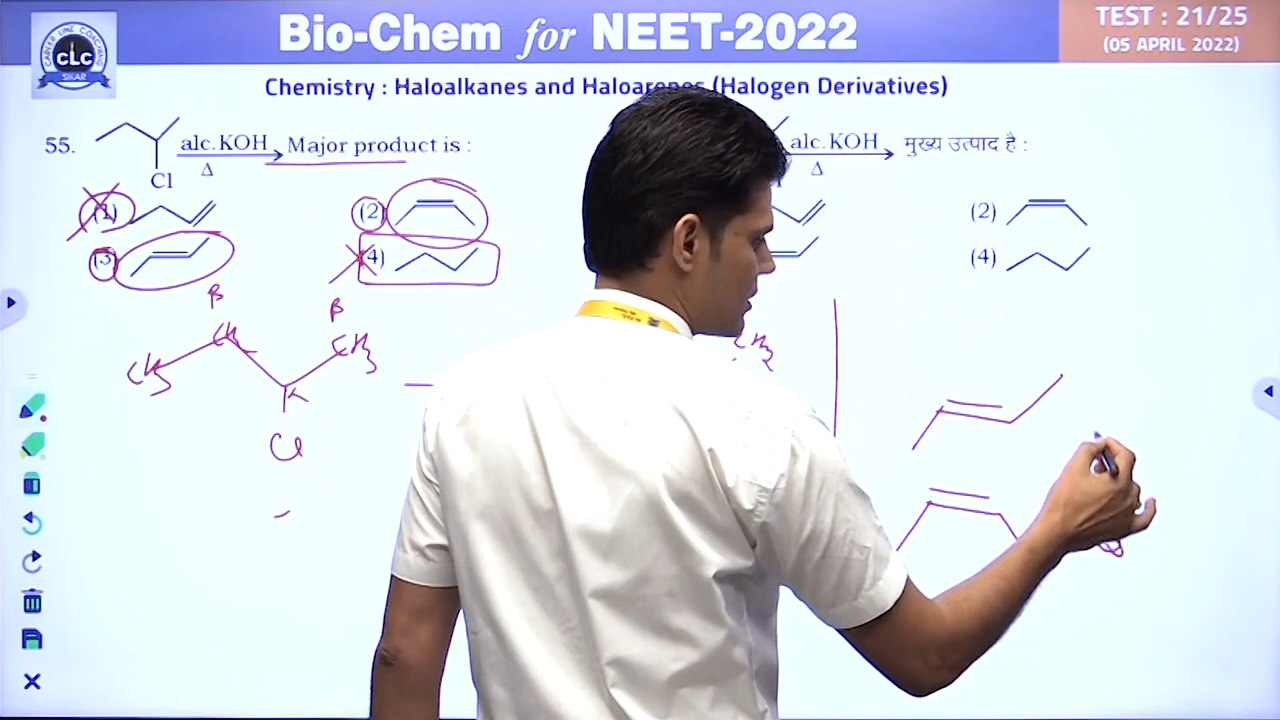 CAREER LINE COACHING
CLC
SIKAR
Bio-Chem for NEET-2022
TEST : 21/25
(05 APRIL 2022)
Chemistry : Haloalkanes and Haloarenes (Halogen Derivatives)
55.
Cl
alc.KOH
Δ
Major product is :
(1)
(2)
(3)
(4)
alc.KOH
Δ
मुख्य उत्पाद है :
(2)
(4)
β
β
CH3
CH2
CH3
Cl
CH3